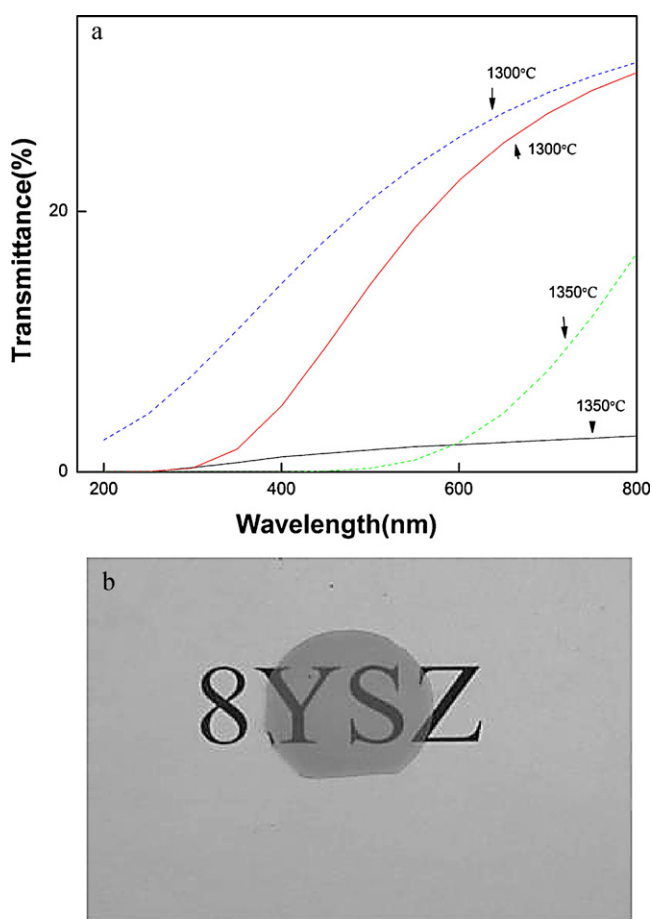 a
1300°C
1300°C
20
1350°C
1350°C
0
200 400 600 800
Transmittance(%)
Wavelength(nm)
b
8YSZ